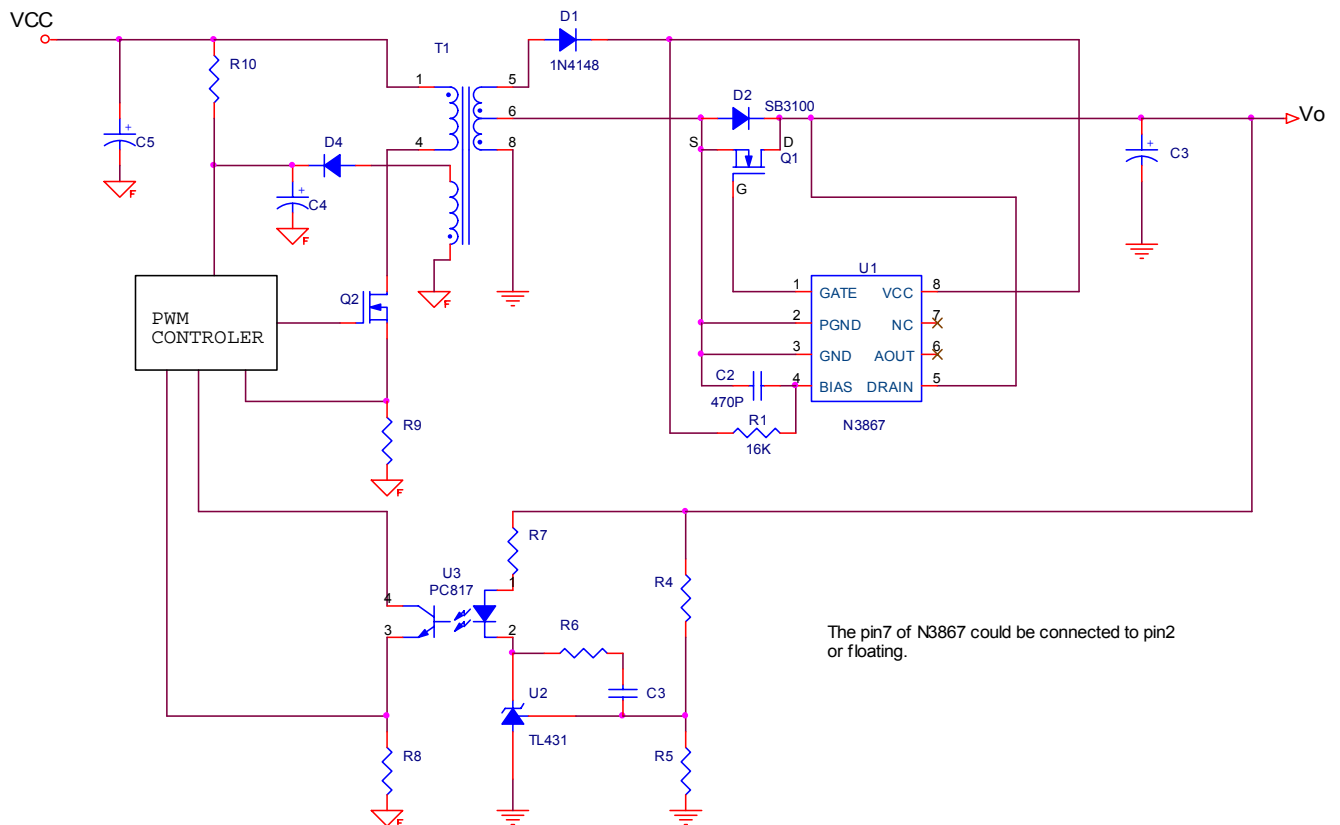 VCC
D1
T1
1N4148
R10
1
5
D2
SB3100
6
Vo
C5
D4
4
8
S
D
Q1
C3
G
C4
F
F
F
U1
1
GATE
VCC
8
Q2
PWM
CONTROLER
2
PGND
NC
7
3
GND
AOUT
6
C2
470P
4
BIAS
DRAIN
5
R1
16K
N3867
R9
F
R7
U3
PC817
R4
4
1
3
2
R6
The pin7 of N3867 could be connected to pin2
or floating.
U2
C3
TL431
R8
R5
F